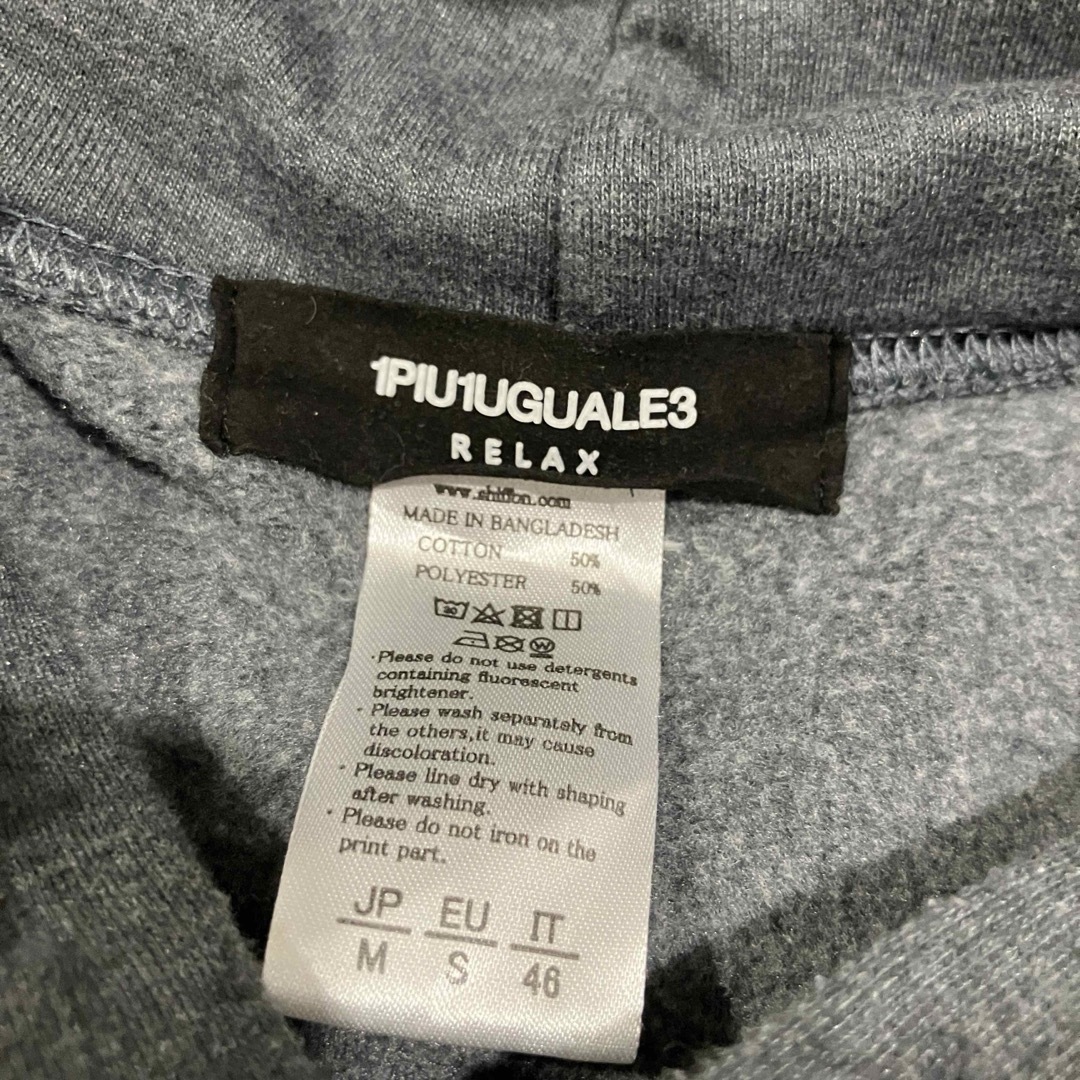 1PIU1UGUALE3
RELAX
www.shiffon.com
MADE IN BANGLADESH
COTTON 50%
POLYESTER 50%
·Please do not use detergents
containing fluorescent
brightener.
·Please wash separately from
the others,it may cause
discoloration.
·Please line dry with shaping
after washing.
·Please do not iron on the
print part.
JP EU IT
M S 46